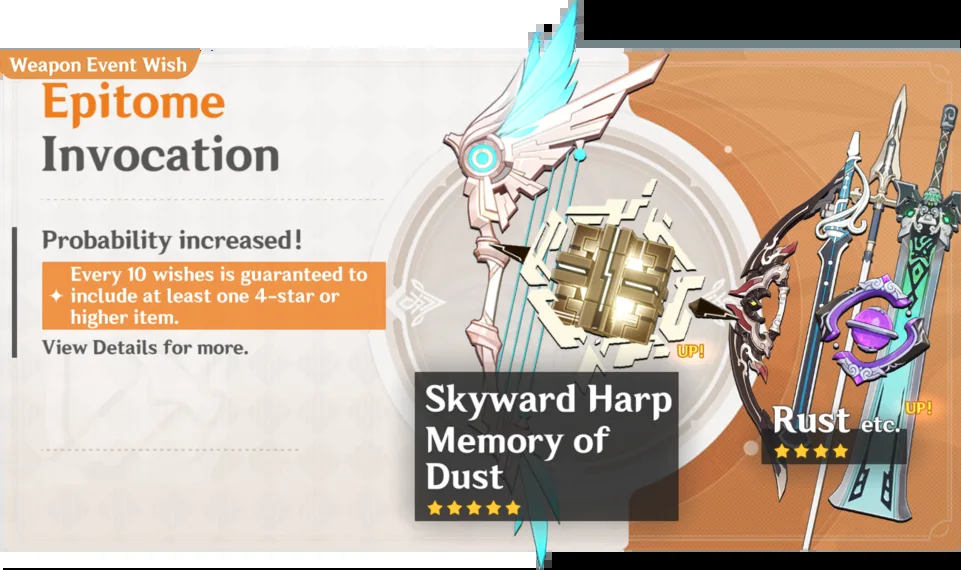 Weapon Event Wish
Epitome
Invocation
Probability increased!
Every 10 wishes is guaranteed to
include at least one 4-star or
higher item.
View Details for more.
UP!
Skyward Harp
Memory of
Dust
UP!
Rust etc.